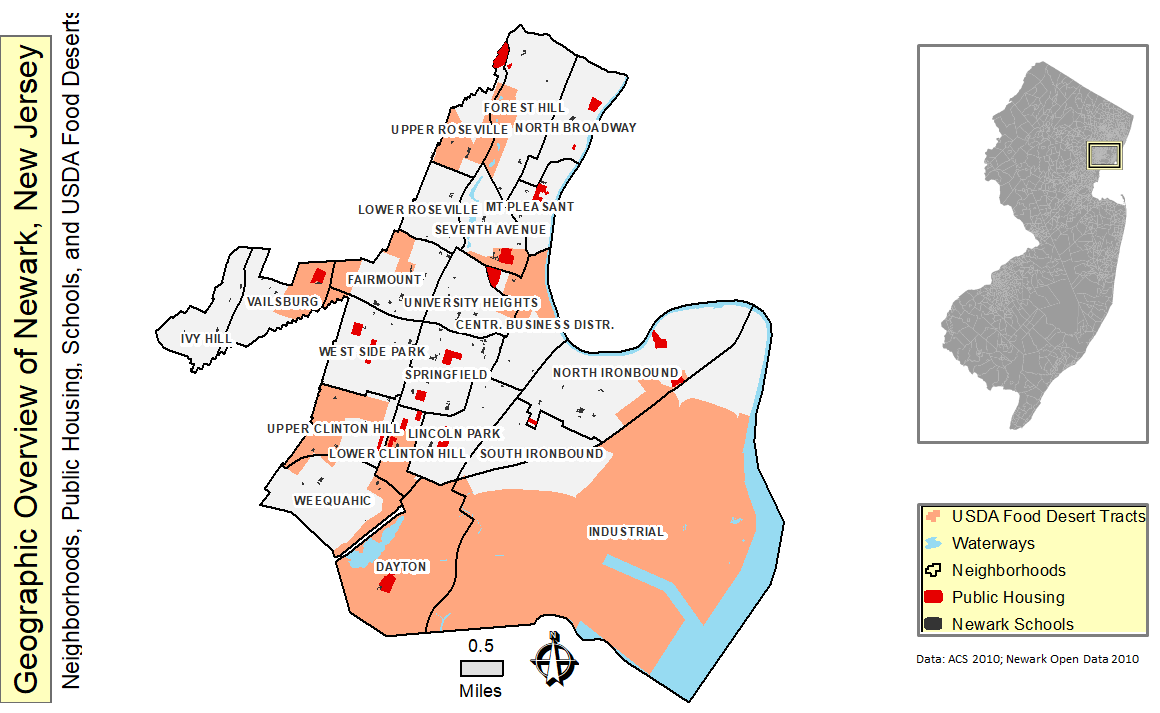 Geographic Overview of Newark, New Jersey
Neighborhoods, Public Housing, Schools, and USDA Food Deserts
FOREST HILL
UPPER ROSEVILLE
NORTH BROADWAY
LOWER ROSEVILLE
MT PLEASANT
SEVENTH AVENUE
FAIRMOUNT
VAILSBURG
UNIVERSITY HEIGHTS
CENTR. BUSINESS DISTR.
IVY HILL
WEST SIDE PARK
SPRINGFIELD
NORTH IRONBOUND
UPPER CLINTON HILL
LINCOLN PARK
LOWER CLINTON HILL
SOUTH IRONBOUND
WEEQUAHIC
INDUSTRIAL
DAYTON
0.5
Miles
N
USDA Food Desert Tracts
Waterways
Neighborhoods
Public Housing
Newark Schools
Data: ACS 2010; Newark Open Data 2010